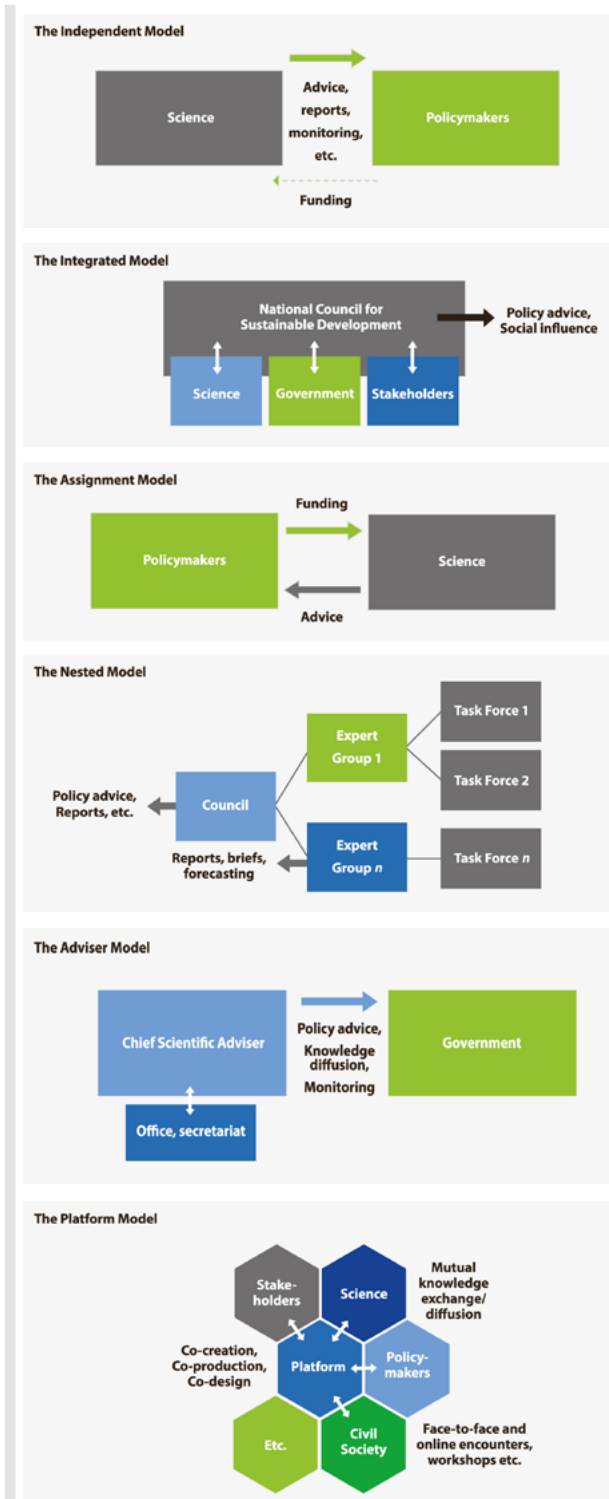 The Independent Model
Science
Advice,
reports,
monitoring,
etc.
Policymakers
Funding
The Integrated Model
National Council for
Sustainable Development
Policy advice,
Social influence
Science
Government
Stakeholders
The Assignment Model
Funding
Policymakers
Science
Advice
The Nested Model
Task Force 1
Expert
Group 1
Task Force 2
Policy advice,
Reports, etc.
Council
Reports, briefs,
forecasting
Expert
Group n
Task Force n
The Adviser Model
Chief Scientific Adviser
Policy advice,
Knowledge
diffusion,
Monitoring
Government
Office, secretariat
The Platform Model
Stake-
holders
Science
Mutual
knowledge
exchange/
diffusion
Co-creation,
Co-production,
Co-design
Platform
Policy-
makers
Etc.
Civil
Society
Face-to-face and
online encounters,
workshops etc.